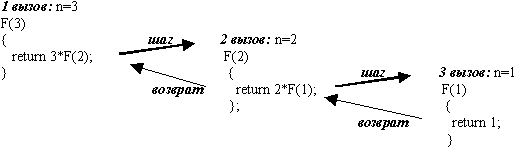 1 вызов: n=3
F(3)
{
return 3*F(2);
}
шаг
возврат
2 вызов: n=2
F(2)
{
return 2*F(1);
};
шаг
возврат
3 вызов: n=1
F(1)
{
return 1;
}